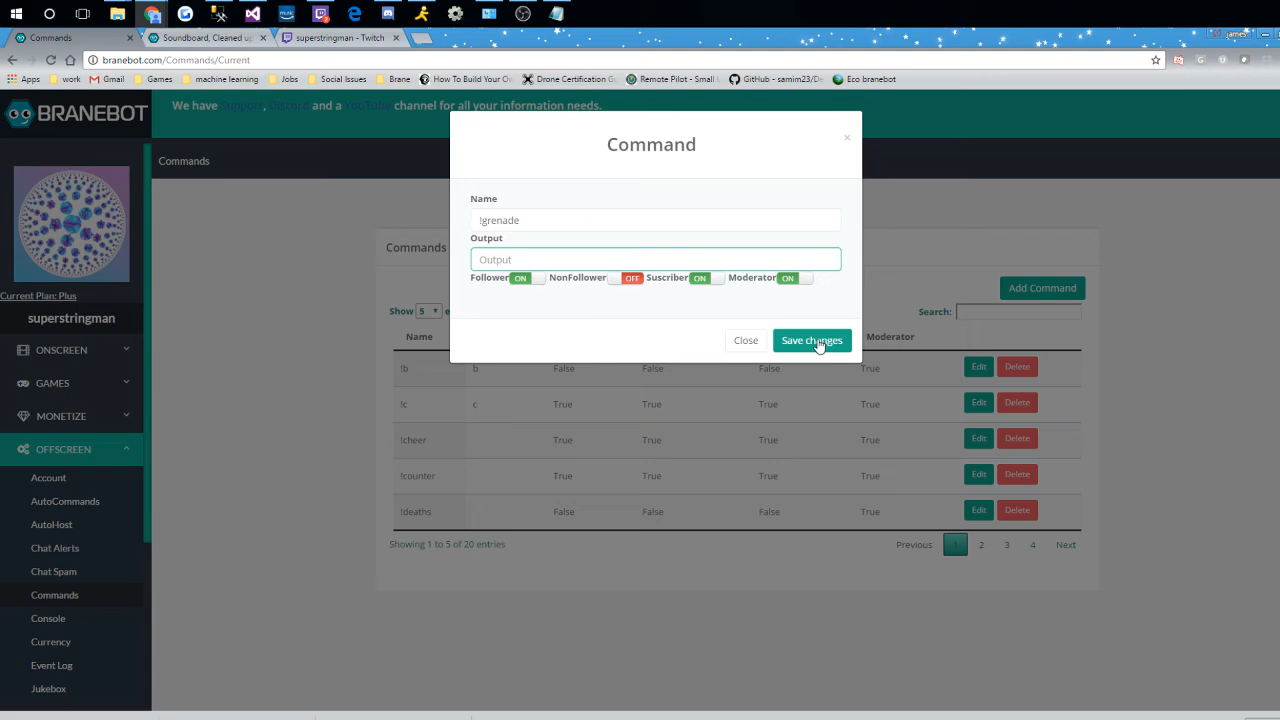 Commands
Soundboard, Cleaned up
superstringman - Twitch
branebot.com/Commands/Current
Apps
work
Gmail
Games
machine learning
Jobs
Social Issues
Brane
How To Build Your Ow
Drone Certification Gu
Remote Pilot - Small U
GitHub - samim23/De
Eco branebot
BRANEBOT
We have Support, Discord and a YouTube channel for all your information needs.
Commands
Current Plan: Plus
superstringman
ONSCREEN
GAMES
MONETIZE
OFFSCREEN
Account
AutoCommands
AutoHost
Chat Alerts
Chat Spam
Commands
Console
Currency
Event Log
Jukebox
Command
×
Name
!grenade
Output
Output
Follower ON NonFollower OFF Suscriber ON Moderator ON
Close
Save changes
Commands
Add Command
Show 5 e
Search:
Name Moderator
!b b False False False True Edit Delete
!c c True True True True Edit Delete
!cheer True True True True Edit Delete
!counter True True True True Edit Delete
!deaths False False False True Edit Delete
Showing 1 to 5 of 20 entries
Previous 1 2 3 4 Next